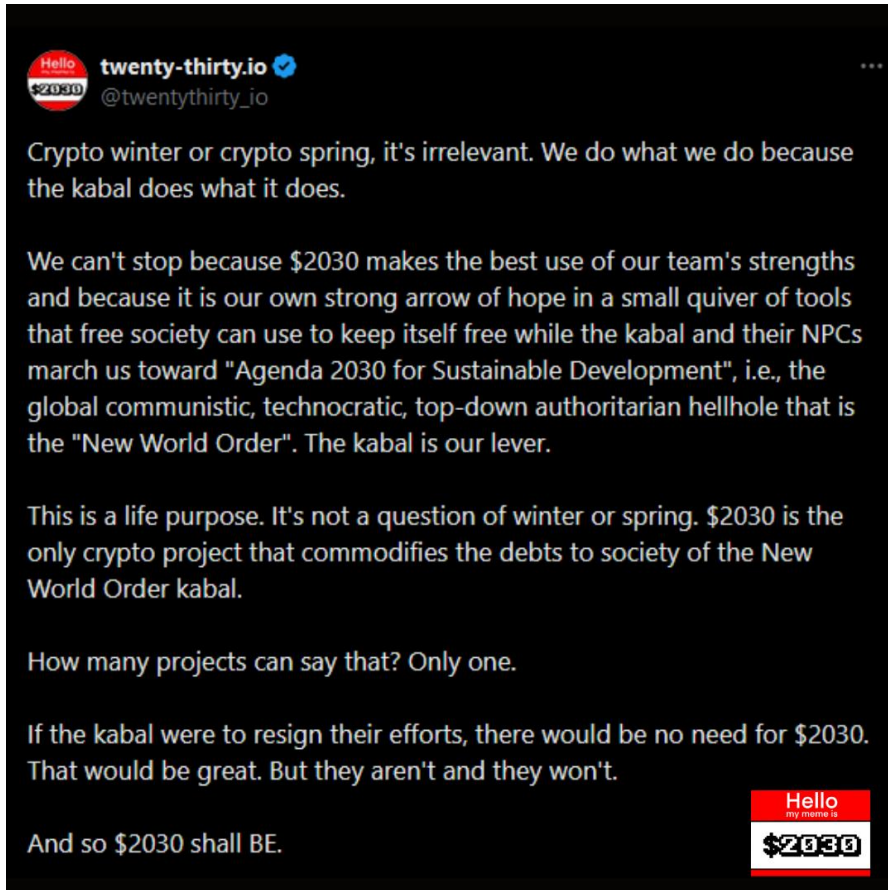 Hello
my meme is
$2030
twenty-thirty.io
@twentythirty_io
Crypto winter or crypto spring, it's irrelevant. We do what we do because
the kabal does what it does.
We can't stop because $2030 makes the best use of our team's strengths
and because it is our own strong arrow of hope in a small quiver of tools
that free society can use to keep itself free while the kabal and their NPCs
march us toward "Agenda 2030 for Sustainable Development", i.e., the
global communistic, technocratic, top-down authoritarian hellhole that is
the "New World Order". The kabal is our lever.
This is a life purpose. It's not a question of winter or spring. $2030 is the
only crypto project that commodifies the debts to society of the New
World Order kabal.
How many projects can say that? Only one.
If the kabal were to resign their efforts, there would be no need for $2030.
That would be great. But they aren't and they won't.
And so $2030 shall BE.
Hello
my meme is
$2030